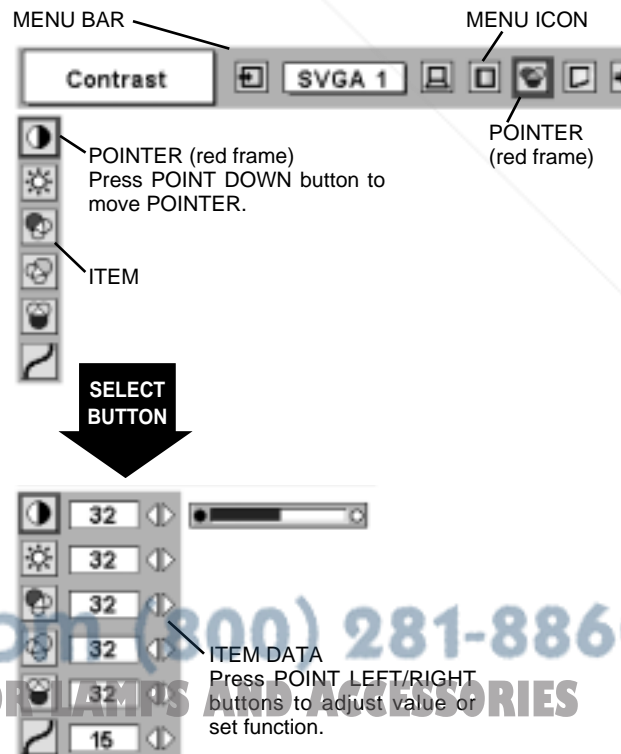 MENU BAR
MENU ICON
Contrast
SVGA 1
POINTER
(red frame)
POINTER (red frame)
Press POINT DOWN button to
move POINTER.
ITEM
SELECT
BUTTON
32
32
32
32
32
15
ITEM DATA
Press POINT LEFT/RIGHT
buttons to adjust value or
set function.
om (800) 281-886
R LAMPS AND ACCESSORIES